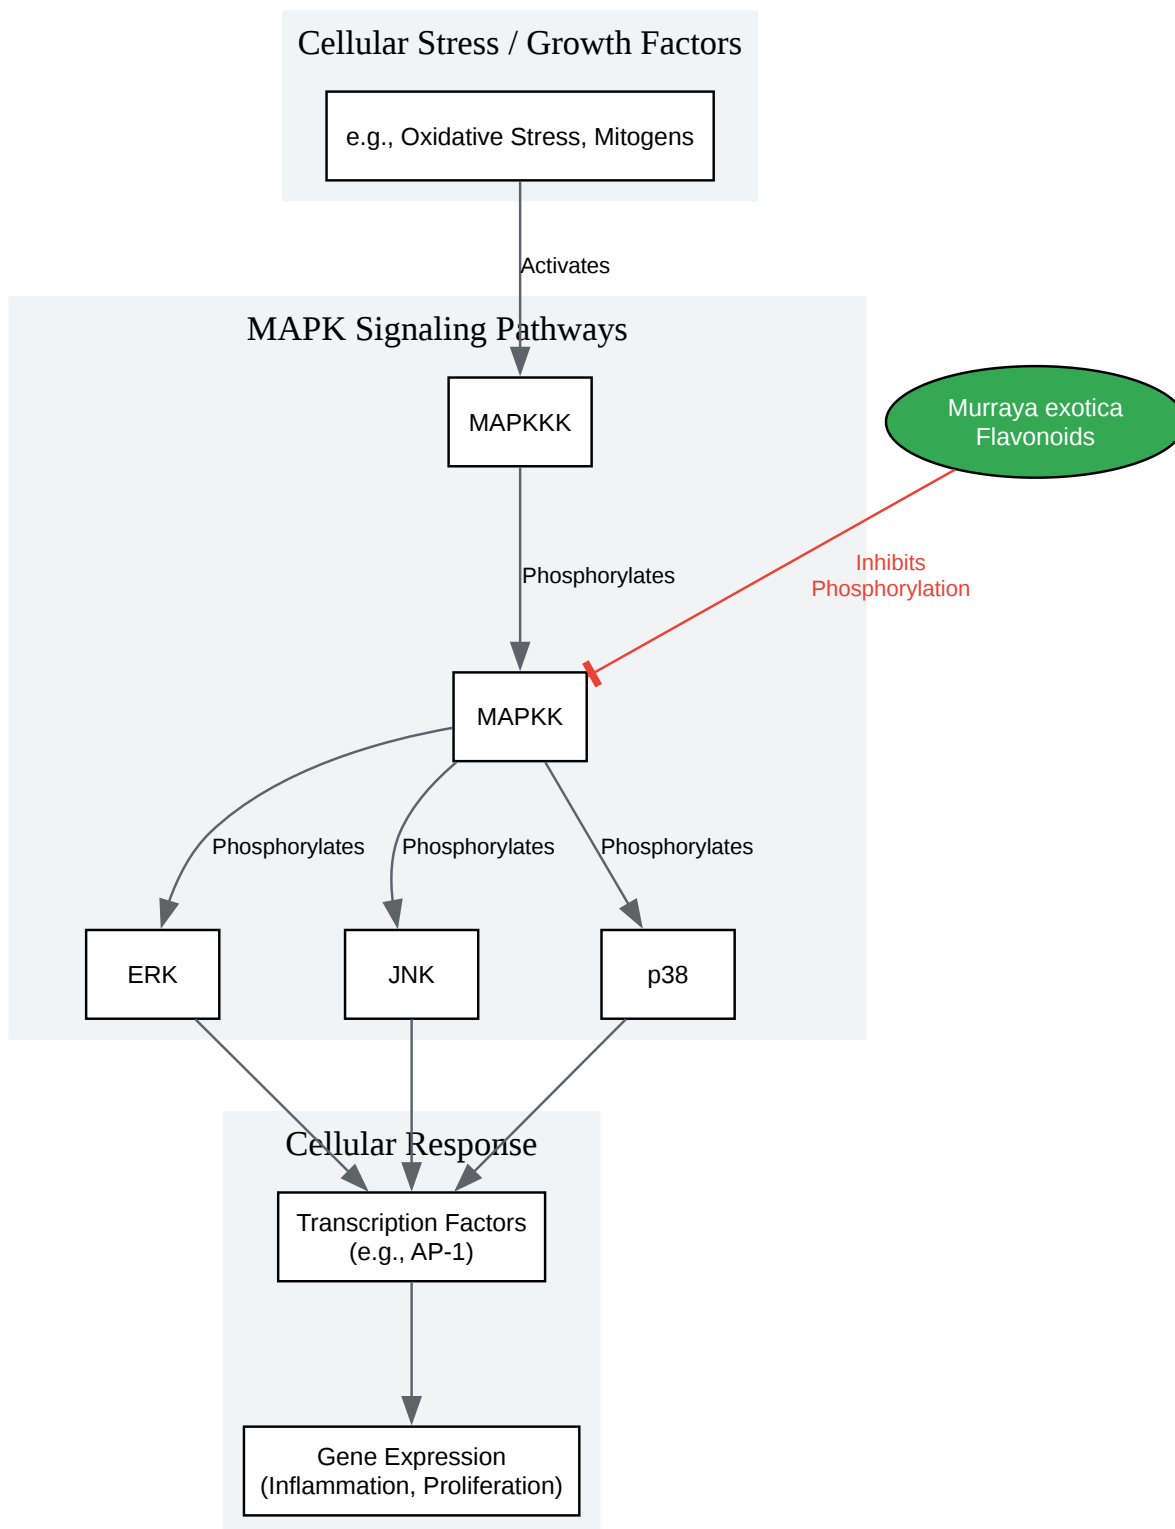 Cellular Stress / Growth Factors
e.g., Oxidative Stress, Mitogens
Activates
MAPK Signaling Pathways
MAPKKK
Murraya exotica
Flavonoids
Inhibits
Phosphorylation
Phosphorylates
MAPKK
Phosphorylates
Phosphorylates
Phosphorylates
ERK
JNK
p38
Cellular Response
Transcription Factors
(e.g., AP-1)
Gene Expression
(Inflammation, Proliferation)